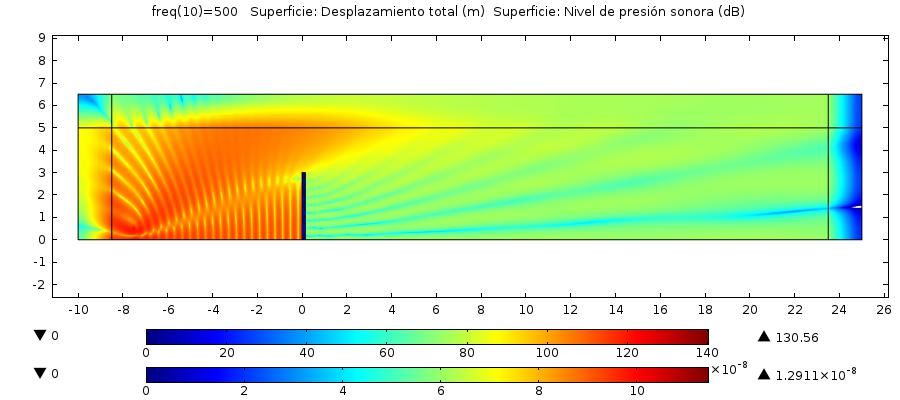 freq(10)=500 Superficie: Desplazamiento total (m) Superficie: Nivel de presión sonora (dB)
9
8
7
6
5
4
3
2
1
0
-1
-2
-10 -8 -6 -4 -2 0 2 4 6 8 10 12 14 16 18 20 22 24 26
▼ 0 ▲ 130.56
0 20 40 60 80 100 120 140
×10⁻⁸
▼ 0 ▲ 1.2911×10⁻⁸
0 2 4 6 8 10